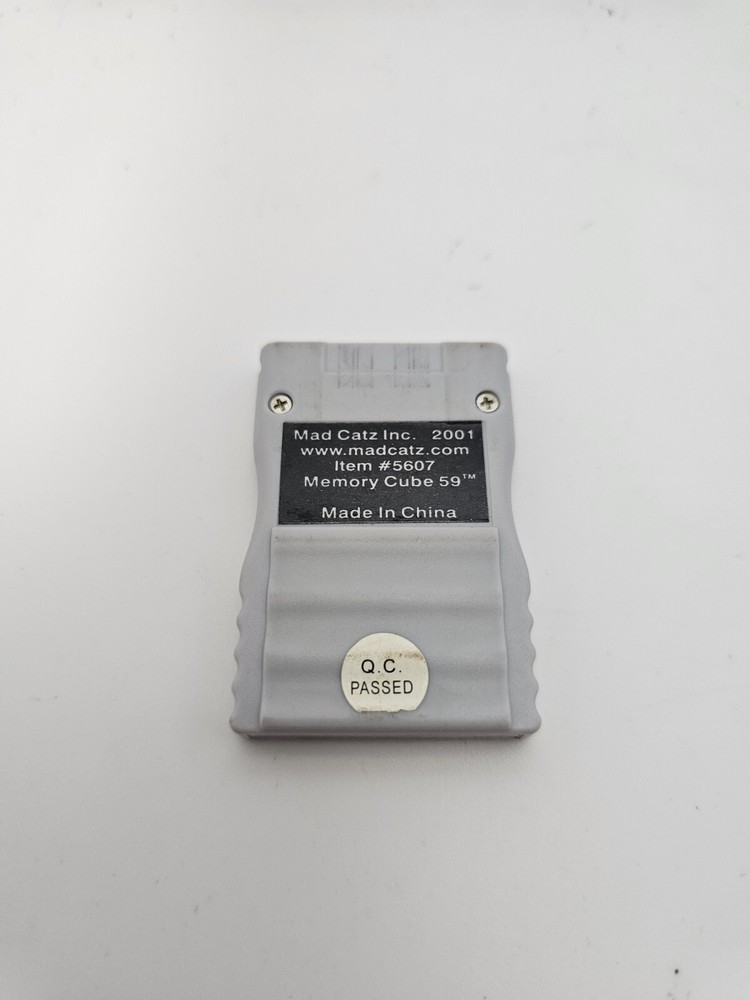 Mad Catz Inc. 2001
www.madcatz.com
Item #5607
Memory Cube 59™
Made In China
Q.C.
PASSED